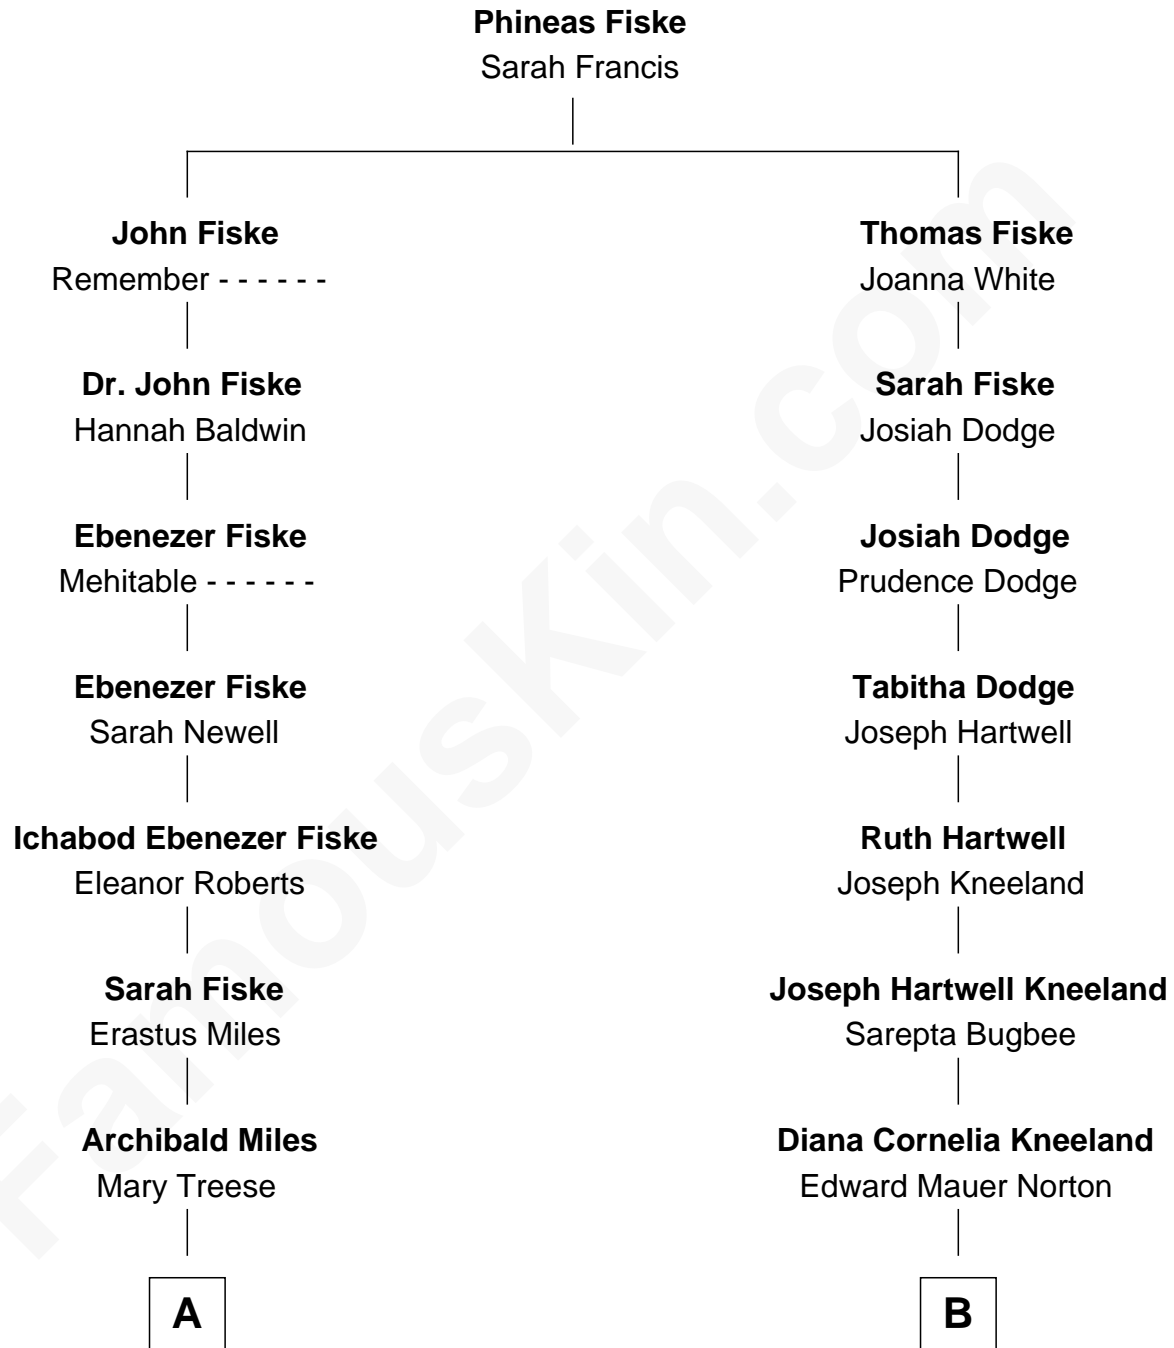 Phineas Fiske
Sarah Francis
John Fiske
Remember - - - - - -
Thomas Fiske
Joanna White
Dr. John Fiske
Hannah Baldwin
Sarah Fiske
Josiah Dodge
Ebenezer Fiske
Mehitable - - - - - -
Josiah Dodge
Prudence Dodge
Ebenezer Fiske
Sarah Newell
Tabitha Dodge
Joseph Hartwell
Ichabod Ebenezer Fiske
Eleanor Roberts
Ruth Hartwell
Joseph Kneeland
Sarah Fiske
Erastus Miles
Joseph Hartwell Kneeland
Sarepta Bugbee
Archibald Miles
Mary Treese
Diana Cornelia Kneeland
Edward Mauer Norton
A
B
FamousKin.com